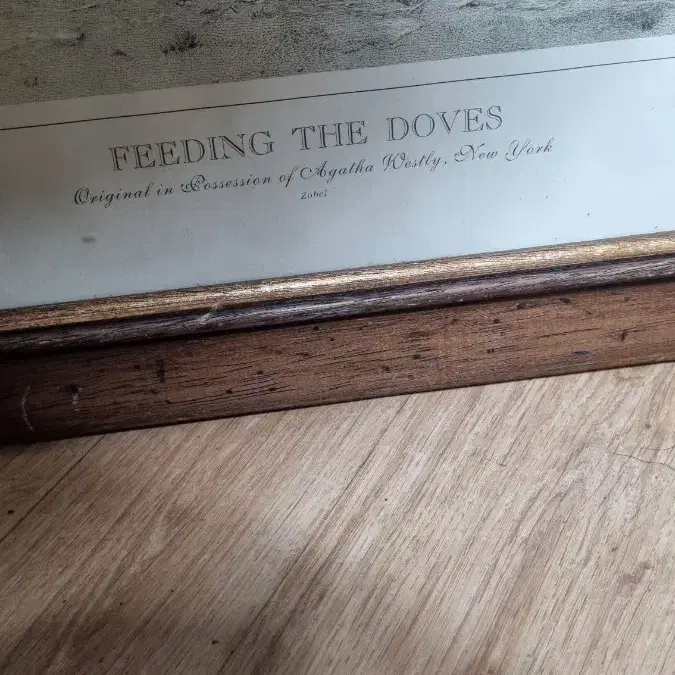 FEEDING THE DOVES
Original in Possession of Agatha Westly, New York
Zobel